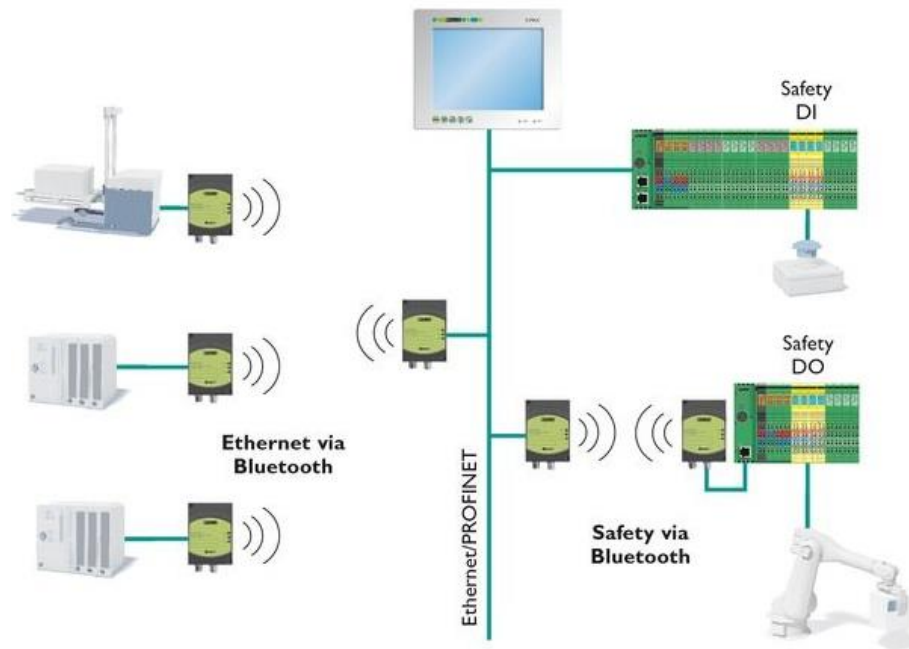 Safety
DI
Safety
DO
Ethernet via
Bluetooth
Ethernet/PROFINET
Safety via
Bluetooth